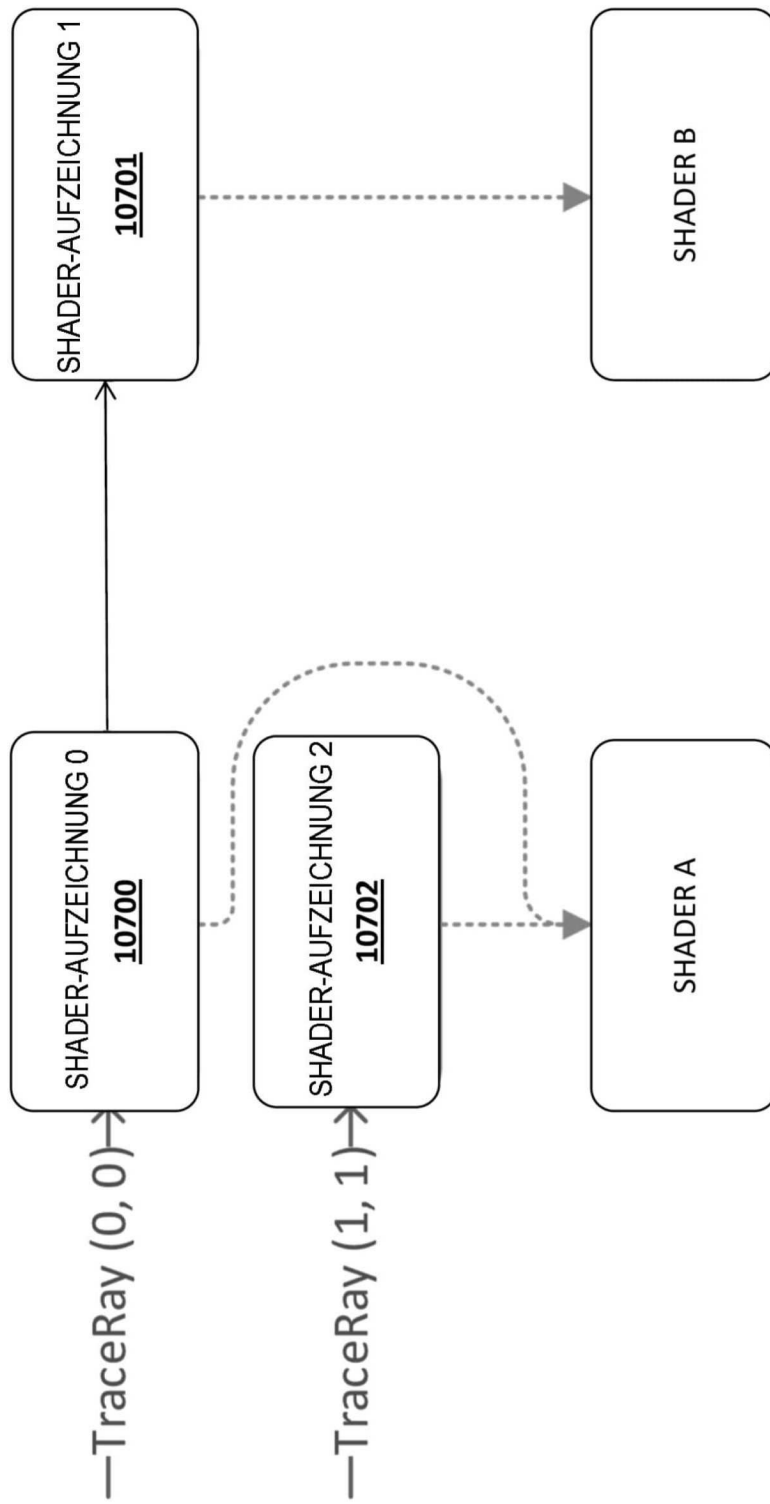 —TraceRay (0, 0)
SHADER-AUFZEICHNUNG 0
10700
SHADER-AUFZEICHNUNG 1
10701
—TraceRay (1, 1)
SHADER-AUFZEICHNUNG 2
10702
SHADER A
SHADER B